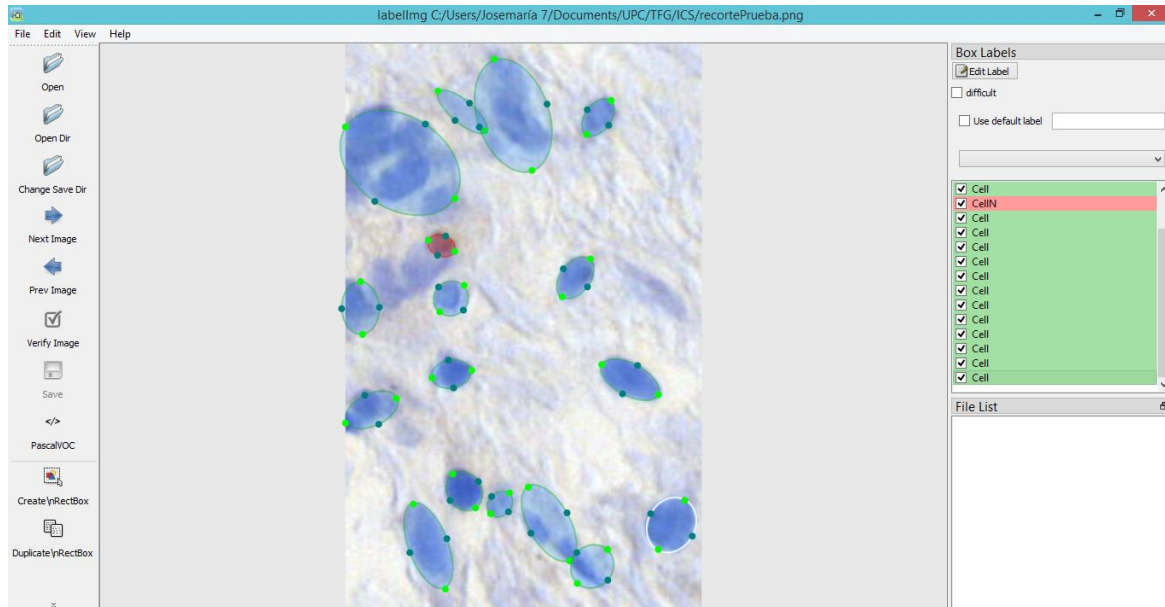 labelImg C:/Users/Josemaría 7/Documents/UPC/TFG/ICS/recortePrueba.png
File Edit View Help
Open
Open Dir
Change Save Dir
Next Image
Prev Image
Verify Image
Save
</>
PascalVOC
Create\nRectBox
Duplicate\nRectBox
Box Labels
Edit Label
difficult
Use default label
Cell
CellN
Cell
Cell
Cell
Cell
Cell
Cell
Cell
Cell
Cell
Cell
Cell
Cell
File List